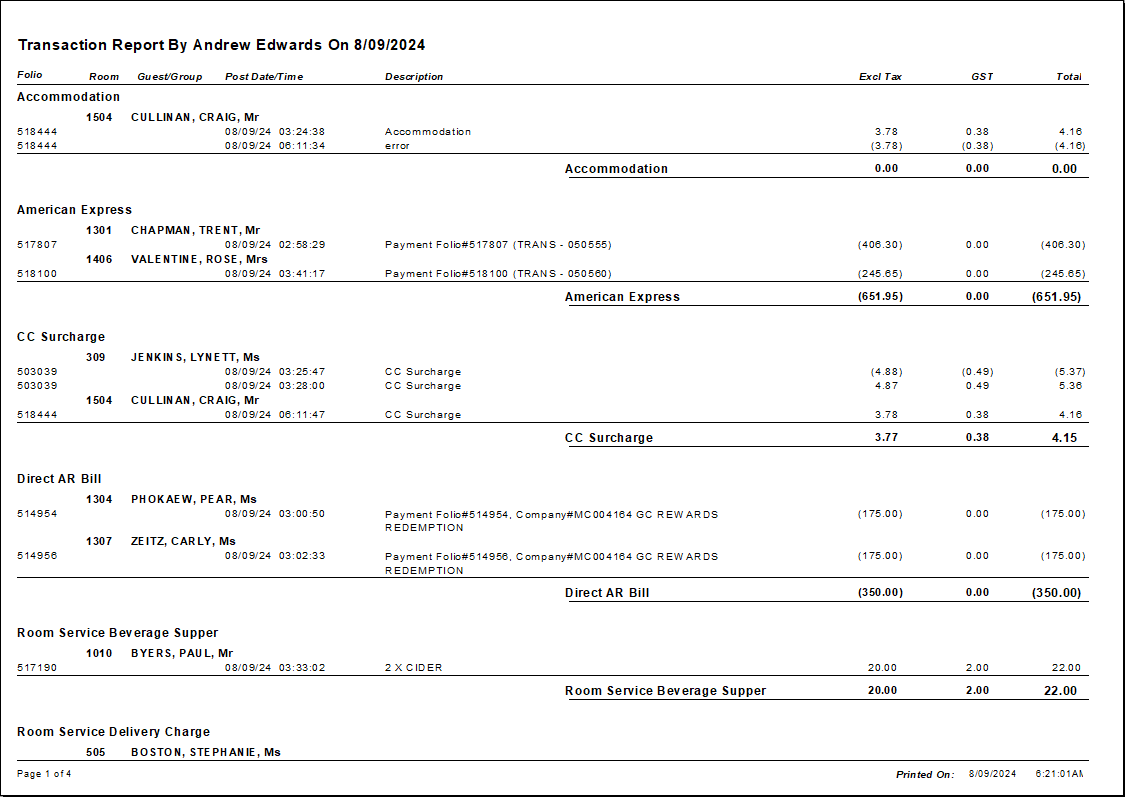 Transaction Report By Andrew Edwards On 8/09/2024
Folio Room Guest/Group Post Date/Time Description Excl Tax GST Total
Accommodation
1504 CULLINAN, CRAIG, Mr
518444 08/09/24 03:24:38 Accommodation 3.78 0.38 4.16
518444 08/09/24 06:11:34 error (3.78) (0.38) (4.16)
Accommodation 0.00 0.00 0.00
American Express
1301 CHAPMAN, TRENT, Mr
517807 08/09/24 02:58:29 Payment Folio#517807 (TRANS - 050555) (406.30) 0.00 (406.30)
1406 VALENTINE, ROSE, Mrs
518100 08/09/24 03:41:17 Payment Folio#518100 (TRANS - 050560) (245.65) 0.00 (245.65)
American Express (651.95) 0.00 (651.95)
CC Surcharge
309 JENKINS, LYNETT, Ms
503039 08/09/24 03:25:47 CC Surcharge (4.88) (0.49) (5.37)
503039 08/09/24 03:28:00 CC Surcharge 4.87 0.49 5.36
1504 CULLINAN, CRAIG, Mr
518444 08/09/24 06:11:47 CC Surcharge 3.78 0.38 4.16
CC Surcharge 3.77 0.38 4.15
Direct AR Bill
1304 PHOKAEW, PEAR, Ms
514954 08/09/24 03:00:50 Payment Folio#514954, Company#MC004164 GC REWARDS (175.00) 0.00 (175.00)
REDEMPTION
1307 ZEITZ, CARLY, Ms
514956 08/09/24 03:02:33 Payment Folio#514956, Company#MC004164 GC REWARDS (175.00) 0.00 (175.00)
REDEMPTION
Direct AR Bill (350.00) 0.00 (350.00)
Room Service Beverage Supper
1010 BYERS, PAUL, Mr
517190 08/09/24 03:33:02 2 X CIDER 20.00 2.00 22.00
Room Service Beverage Supper 20.00 2.00 22.00
Room Service Delivery Charge
505 BOSTON, STEPHANIE, Ms
Page 1 of 4 Printed On: 8/09/2024 6:21:01AM